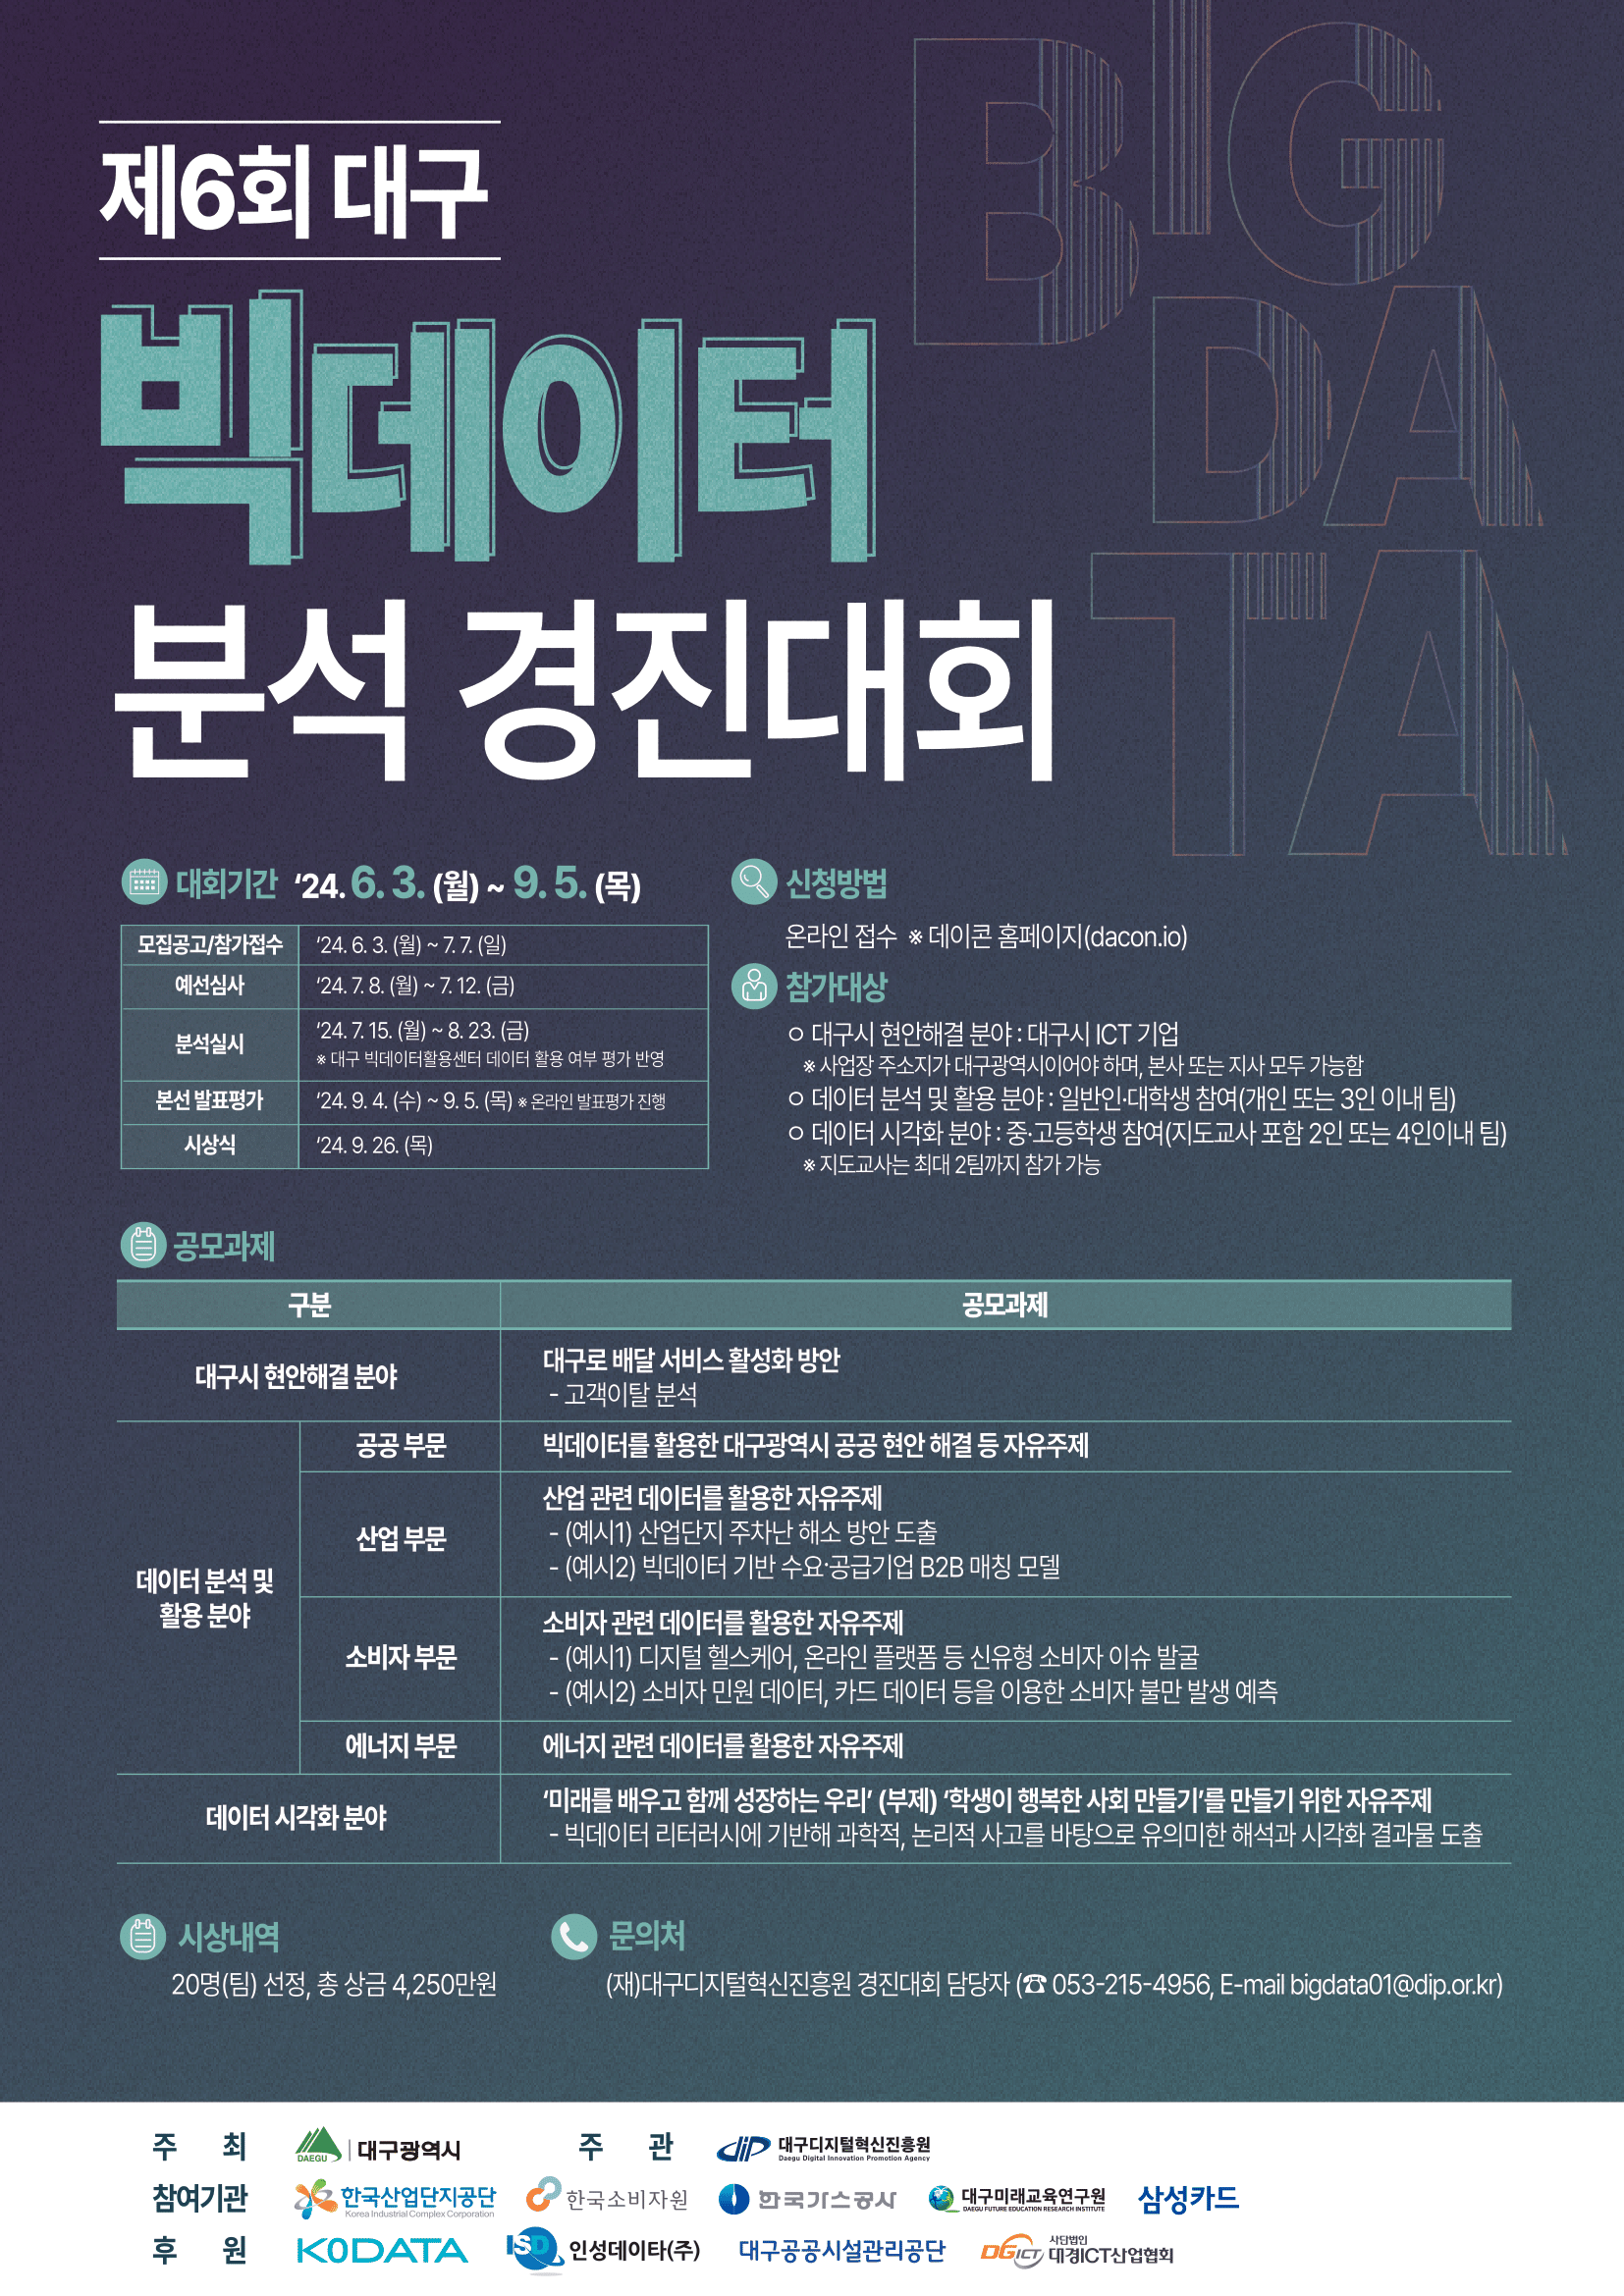 BIG
DA
TA
제6회 대구
빅데이터
분석 경진대회
대회기간 ‘24. 6. 3. (월) ~ 9. 5. (목)
모집공고/참가접수 ‘24. 6. 3. (월) ~ 7. 7. (일)
예선심사 ‘24. 7. 8. (월) ~ 7. 12. (금)
분석실시 ‘24. 7. 15. (월) ~ 8. 23. (금)
※ 대구 빅데이터활용센터 데이터 활용 여부 평가 반영
본선 발표평가 ‘24. 9. 4. (수) ~ 9. 5. (목) ※ 온라인 발표평가 진행
시상식 ‘24. 9. 26. (목)
신청방법
온라인 접수 ※ 데이콘 홈페이지(dacon.io)
참가대상
ㅇ 대구시 현안해결 분야 : 대구시 ICT 기업
※ 사업장 주소지가 대구광역시이어야 하며, 본사 또는 지사 모두 가능함
ㅇ 데이터 분석 및 활용 분야 : 일반인·대학생 참여(개인 또는 3인 이내 팀)
ㅇ 데이터 시각화 분야 : 중·고등학생 참여(지도교사 포함 2인 또는 4인이내 팀)
※ 지도교사는 최대 2팀까지 참가 가능
공모과제
구분 공모과제
대구시 현안해결 분야
대구로 배달 서비스 활성화 방안
- 고객이탈 분석
데이터 분석 및
활용 분야
공공 부문 빅데이터를 활용한 대구광역시 공공 현안 해결 등 자유주제
산업 부문
산업 관련 데이터를 활용한 자유주제
- (예시1) 산업단지 주차난 해소 방안 도출
- (예시2) 빅데이터 기반 수요·공급기업 B2B 매칭 모델
소비자 부문
소비자 관련 데이터를 활용한 자유주제
- (예시1) 디지털 헬스케어, 온라인 플랫폼 등 신유형 소비자 이슈 발굴
- (예시2) 소비자 민원 데이터, 카드 데이터 등을 이용한 소비자 불만 발생 예측
에너지 부문 에너지 관련 데이터를 활용한 자유주제
데이터 시각화 분야
‘미래를 배우고 함께 성장하는 우리’ (부제) ‘학생이 행복한 사회 만들기’를 만들기 위한 자유주제
- 빅데이터 리터러시에 기반해 과학적, 논리적 사고를 바탕으로 유의미한 해석과 시각화 결과물 도출
시상내역
20명(팀) 선정, 총 상금 4,250만원
문의처
(재)대구디지털혁신진흥원 경진대회 담당자 (☎ 053-215-4956, E-mail bigdata01@dip.or.kr)
주 최 DAEGU 대구광역시 주 관 DIP 대구디지털혁신진흥원
Daegu Digital Innovation Promotion Agency
참여기관 한국산업단지공단 한국소비자원 한국가스공사 대구미래교육연구원 삼성카드
Korea Industrial Complex Corporation DAEGU FUTURE EDUCATION RESEARCH INSTITUTE
후 원 KODATA ISD 인성데이타(주) 대구공공시설관리공단 DGICT 사단법인
대경ICT산업협회